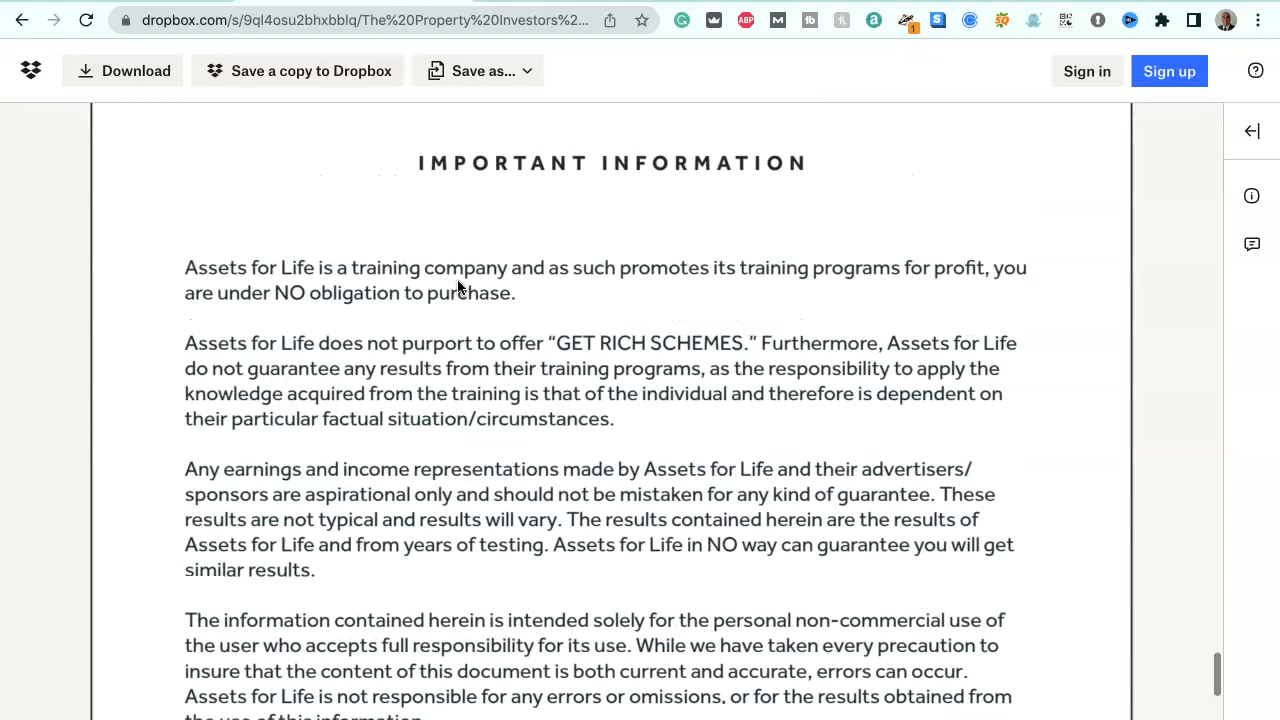 dropbox.com/s/9ql4osu2bhxbblq/The%20Property%20Investors%2...
ABP
1
Download
Save a copy to Dropbox
Save as...
Sign in
Sign up
IMPORTANT INFORMATION
Assets for Life is a training company and as such promotes its training programs for profit, you
are under NO obligation to purchase.
Assets for Life does not purport to offer “GET RICH SCHEMES.” Furthermore, Assets for Life
do not guarantee any results from their training programs, as the responsibility to apply the
knowledge acquired from the training is that of the individual and therefore is dependent on
their particular factual situation/circumstances.
Any earnings and income representations made by Assets for Life and their advertisers/
sponsors are aspirational only and should not be mistaken for any kind of guarantee. These
results are not typical and results will vary. The results contained herein are the results of
Assets for Life and from years of testing. Assets for Life in NO way can guarantee you will get
similar results.
The information contained herein is intended solely for the personal non-commercial use of
the user who accepts full responsibility for its use. While we have taken every precaution to
insure that the content of this document is both current and accurate, errors can occur.
Assets for Life is not responsible for any errors or omissions, or for the results obtained from
the use of this information.